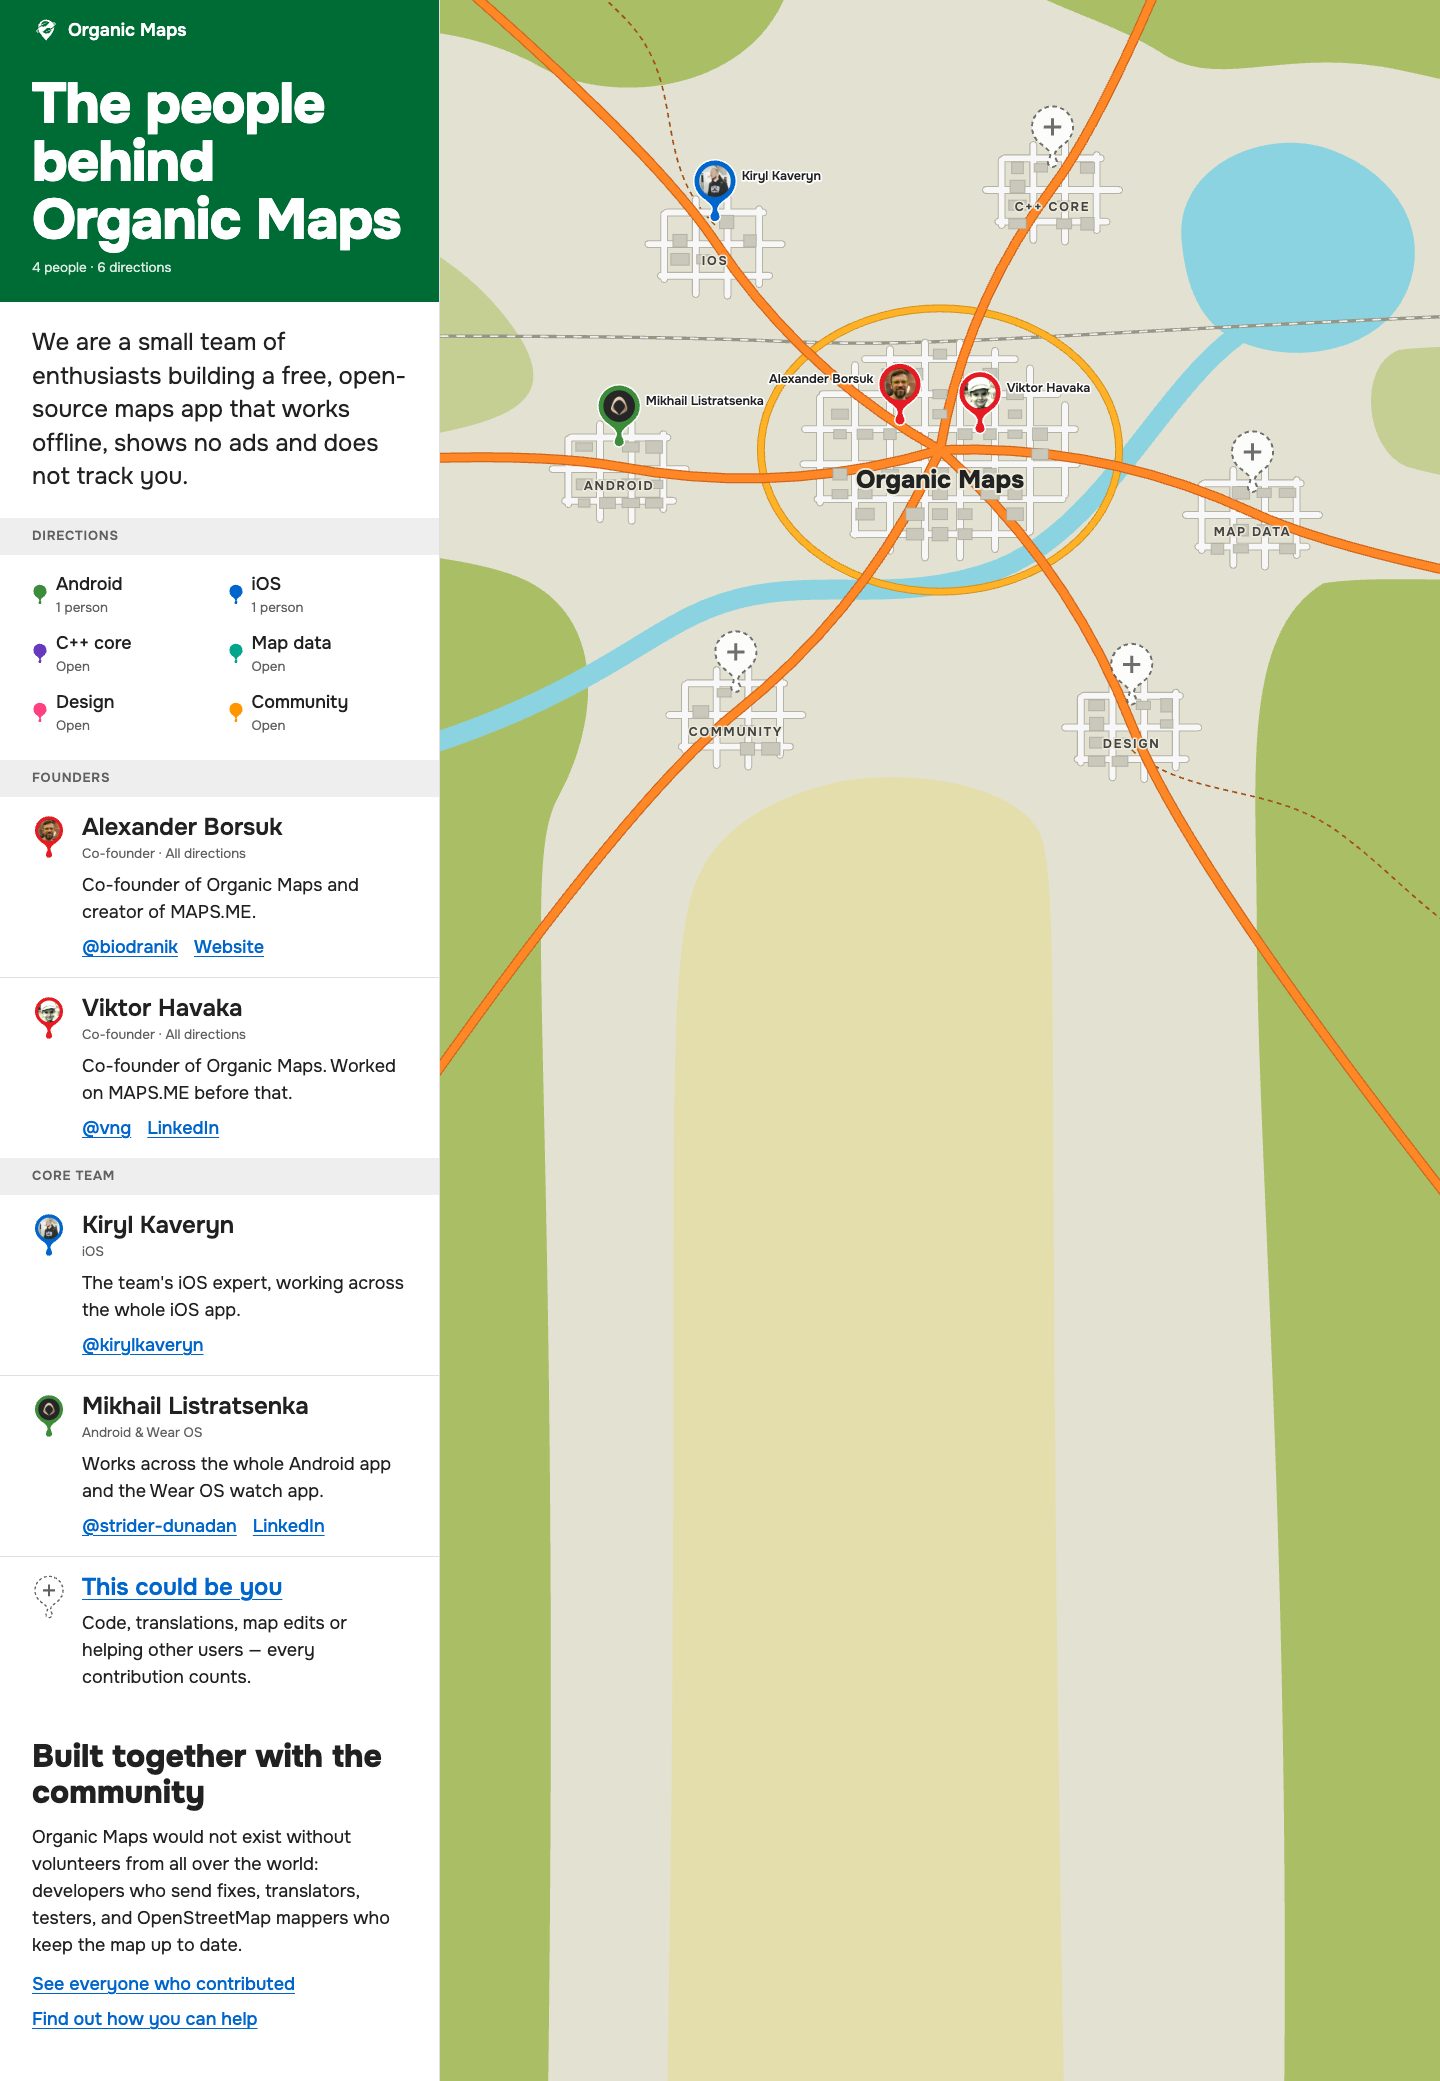 Organic Maps
The people
behind
Organic Maps
4 people · 6 directions
We are a small team of
enthusiasts building a free, open-
source maps app that works
offline, shows no ads and does
not track you.
DIRECTIONS
Android
1 person
iOS
1 person
C++ core
Open
Map data
Open
Design
Open
Community
Open
FOUNDERS
Alexander Borsuk
Co-founder · All directions
Co-founder of Organic Maps and
creator of MAPS.ME.
@biodranik Website
Viktor Havaka
Co-founder · All directions
Co-founder of Organic Maps. Worked
on MAPS.ME before that.
@vng LinkedIn
CORE TEAM
Kiryl Kaveryn
iOS
The team's iOS expert, working across
the whole iOS app.
@kirylkaveryn
Mikhail Listratsenka
Android & Wear OS
Works across the whole Android app
and the Wear OS watch app.
@strider-dunadan LinkedIn
This could be you
Code, translations, map edits or
helping other users — every
contribution counts.
Built together with the
community
Organic Maps would not exist without
volunteers from all over the world:
developers who send fixes, translators,
testers, and OpenStreetMap mappers who
keep the map up to date.
See everyone who contributed
Find out how you can help
Kiryl Kaveryn
C++ CORE
IOS
Alexander Borsuk
Viktor Havaka
Mikhail Listratsenka
Organic Maps
ANDROID
MAP DATA
COMMUNITY
DESIGN